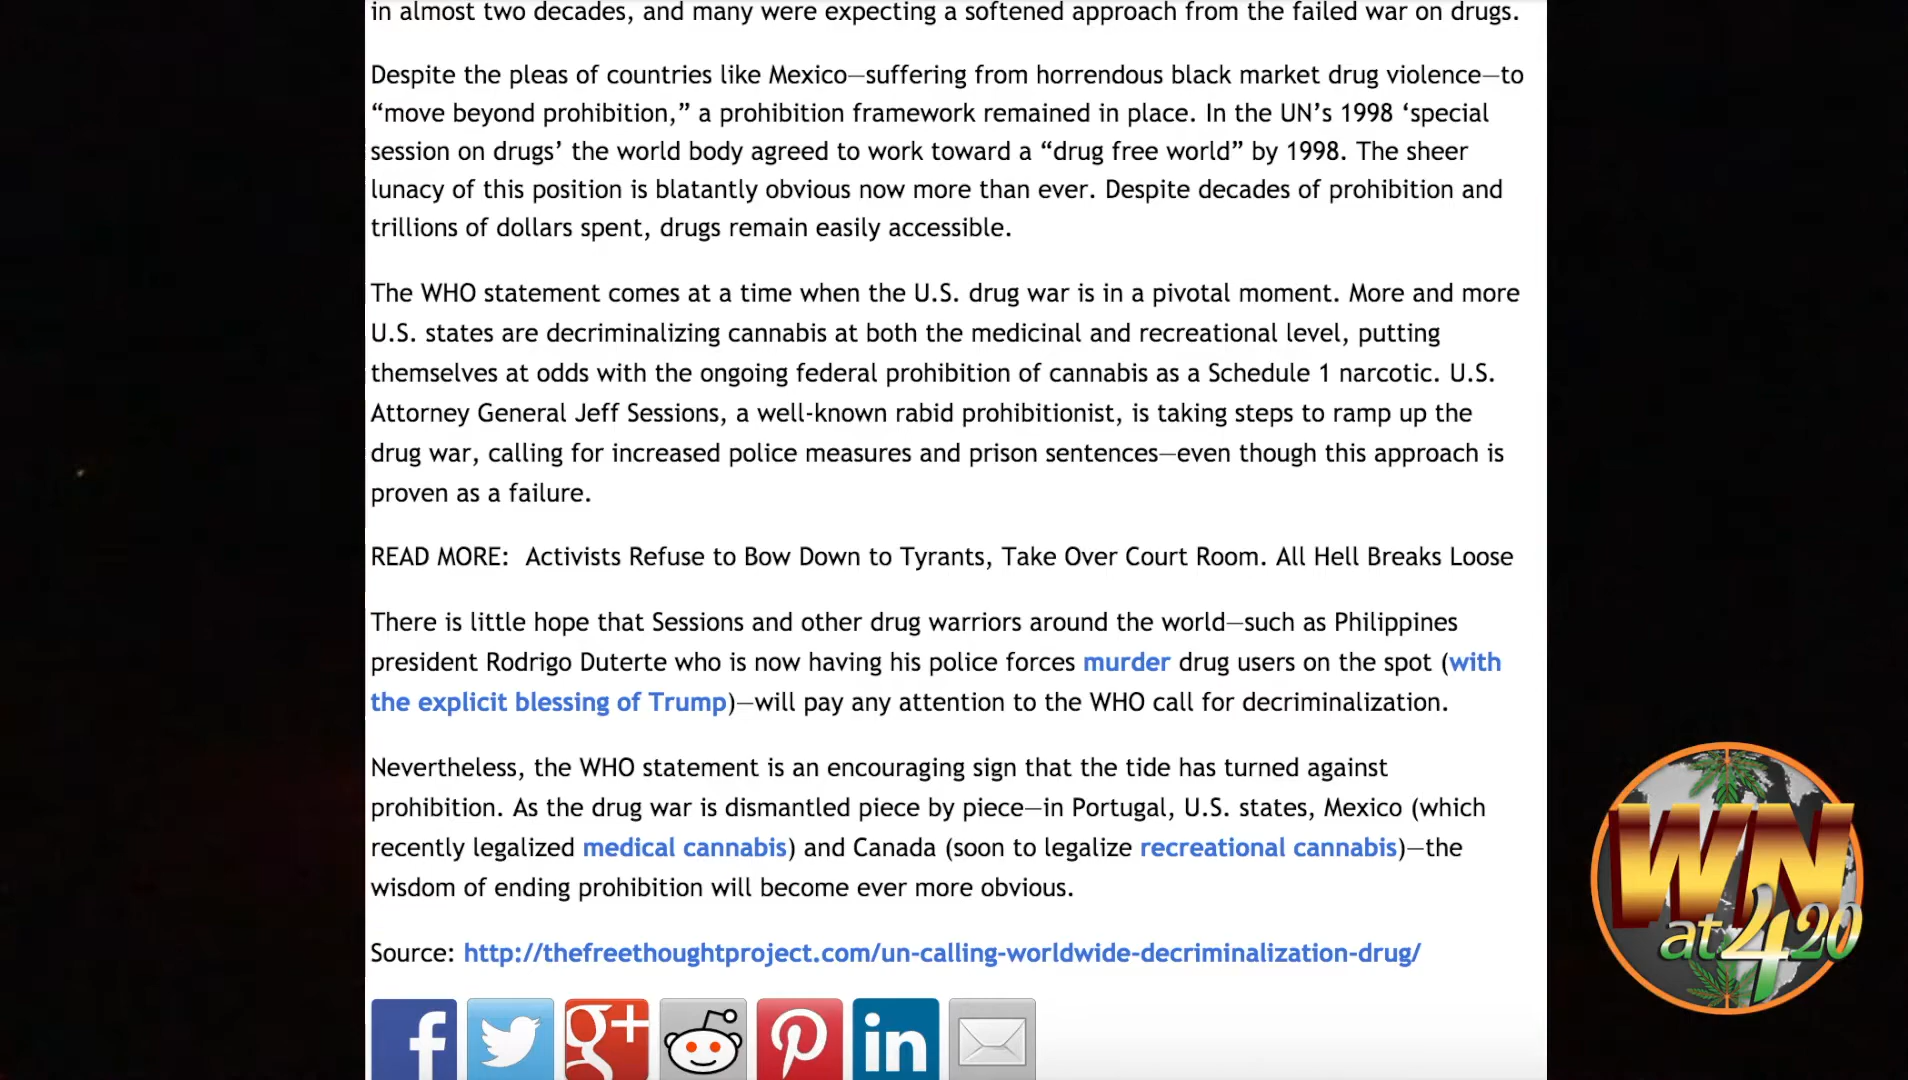 in almost two decades, and many were expecting a softened approach from the failed war on drugs.
Despite the pleas of countries like Mexico—suffering from horrendous black market drug violence—to
“move beyond prohibition,” a prohibition framework remained in place. In the UN’s 1998 ‘special
session on drugs’ the world body agreed to work toward a “drug free world” by 1998. The sheer
lunacy of this position is blatantly obvious now more than ever. Despite decades of prohibition and
trillions of dollars spent, drugs remain easily accessible.
The WHO statement comes at a time when the U.S. drug war is in a pivotal moment. More and more
U.S. states are decriminalizing cannabis at both the medicinal and recreational level, putting
themselves at odds with the ongoing federal prohibition of cannabis as a Schedule 1 narcotic. U.S.
Attorney General Jeff Sessions, a well-known rabid prohibitionist, is taking steps to ramp up the
drug war, calling for increased police measures and prison sentences—even though this approach is
proven as a failure.
READ MORE:  Activists Refuse to Bow Down to Tyrants, Take Over Court Room. All Hell Breaks Loose
There is little hope that Sessions and other drug warriors around the world—such as Philippines
president Rodrigo Duterte who is now having his police forces murder drug users on the spot (with
the explicit blessing of Trump)—will pay any attention to the WHO call for decriminalization.
Nevertheless, the WHO statement is an encouraging sign that the tide has turned against
prohibition. As the drug war is dismantled piece by piece—in Portugal, U.S. states, Mexico (which
recently legalized medical cannabis) and Canada (soon to legalize recreational cannabis)—the
wisdom of ending prohibition will become ever more obvious.
Source: http://thefreethoughtproject.com/un-calling-worldwide-decriminalization-drug/
f
g+
in
WN
at 420